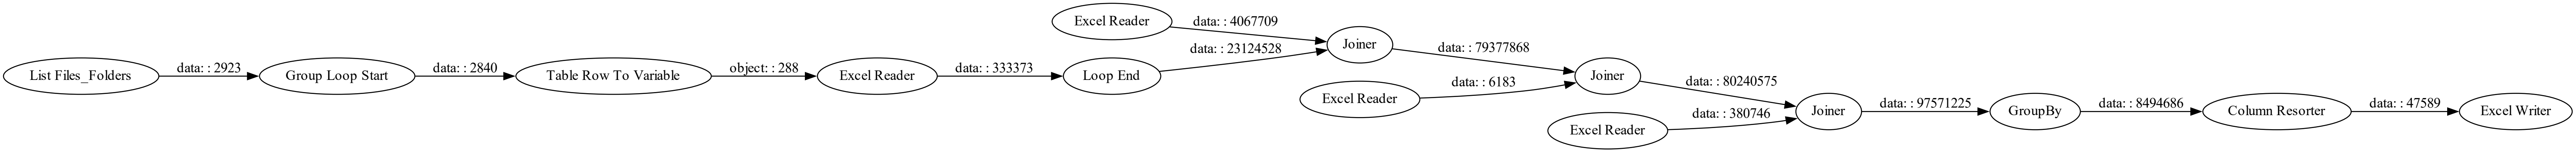 List Files_Folders
data: : 2923
Group Loop Start
data: : 2840
Table Row To Variable
object: : 288
Excel Reader
data: : 333373
Loop End
data: : 23124528
Excel Reader
data: : 4067709
Joiner
data: : 79377868
Excel Reader
data: : 6183
Joiner
data: : 80240575
Excel Reader
data: : 380746
Joiner
data: : 97571225
GroupBy
data: : 8494686
Column Resorter
data: : 47589
Excel Writer